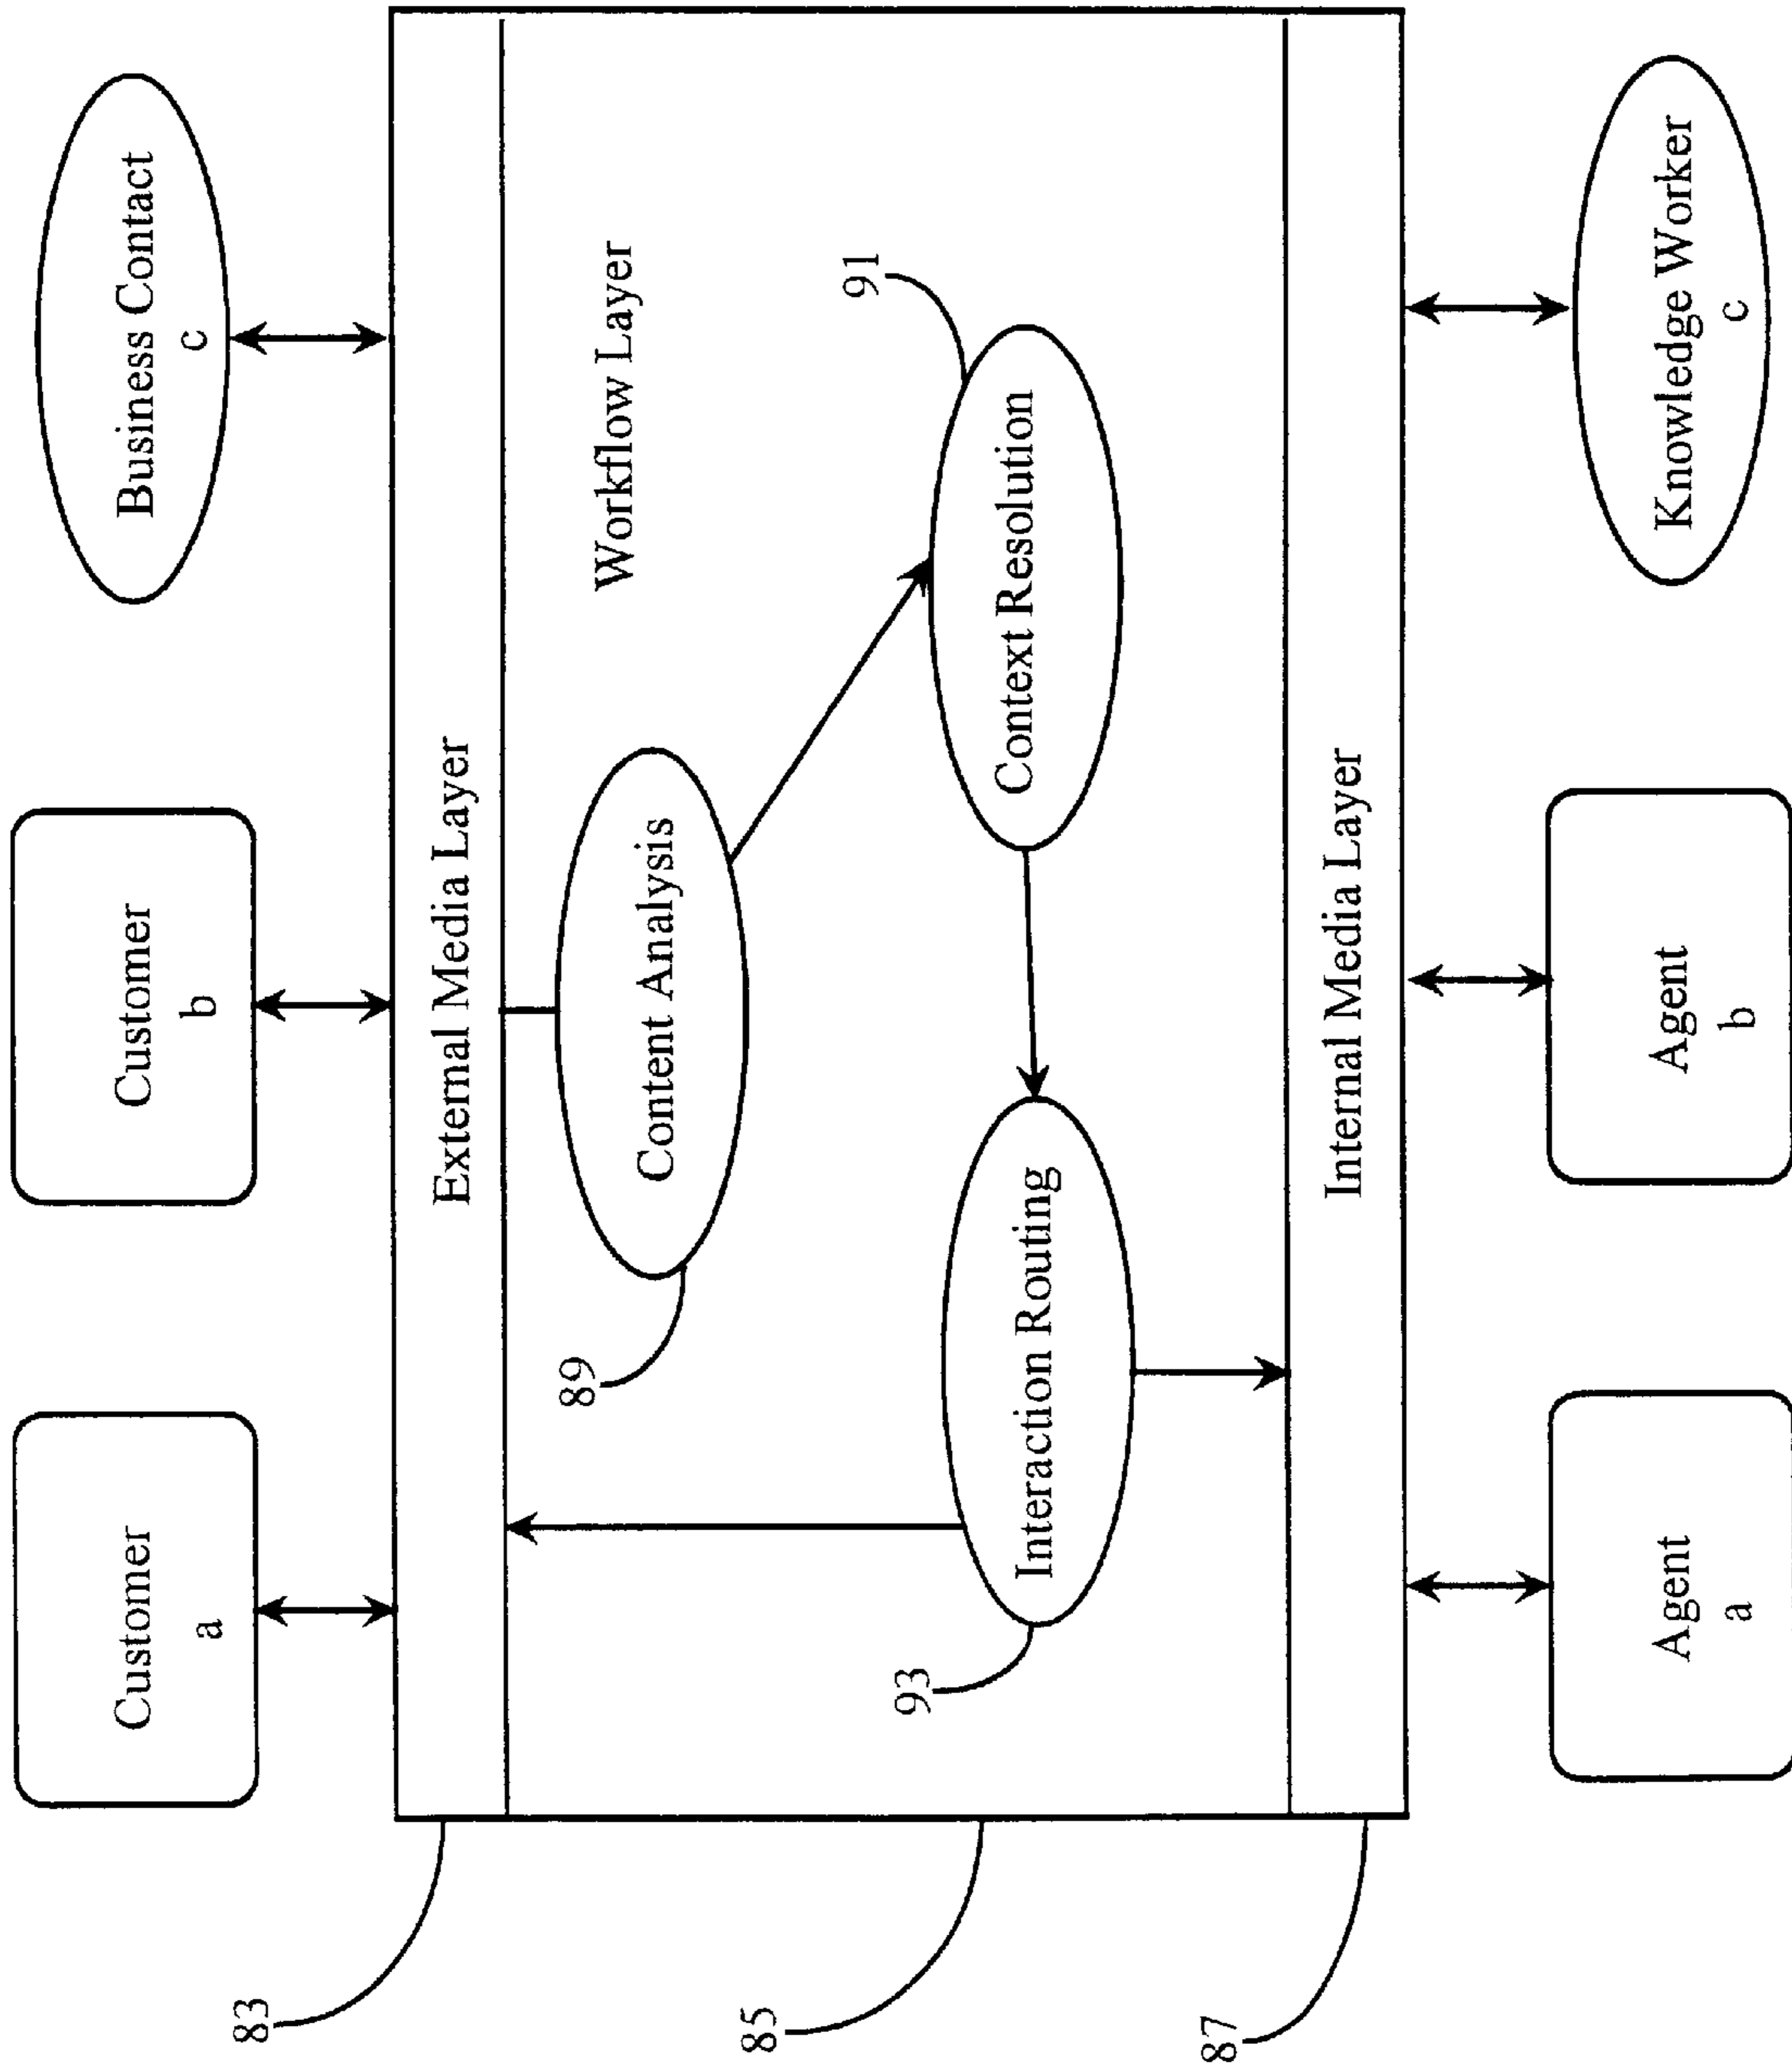 Customer
a
Customer
b
Business Contact
c
83
External Media Layer
Workflow Layer
89
Content Analysis
91
85
93
Interaction Routing
Context Resolution
87
Internal Media Layer
Agent
a
Agent
b
Knowledge Worker
c